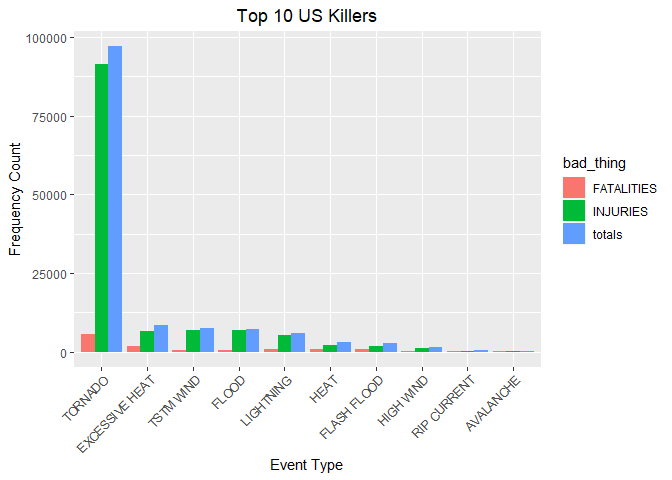 Top 10 US Killers
100000
75000
50000
25000
0
Frequency Count
TORNADO
EXCESSIVE HEAT
TSTM WIND
FLOOD
LIGHTNING
HEAT
FLASH FLOOD
HIGH WIND
RIP CURRENT
AVALANCHE
Event Type
bad_thing
FATALITIES
INJURIES
totals